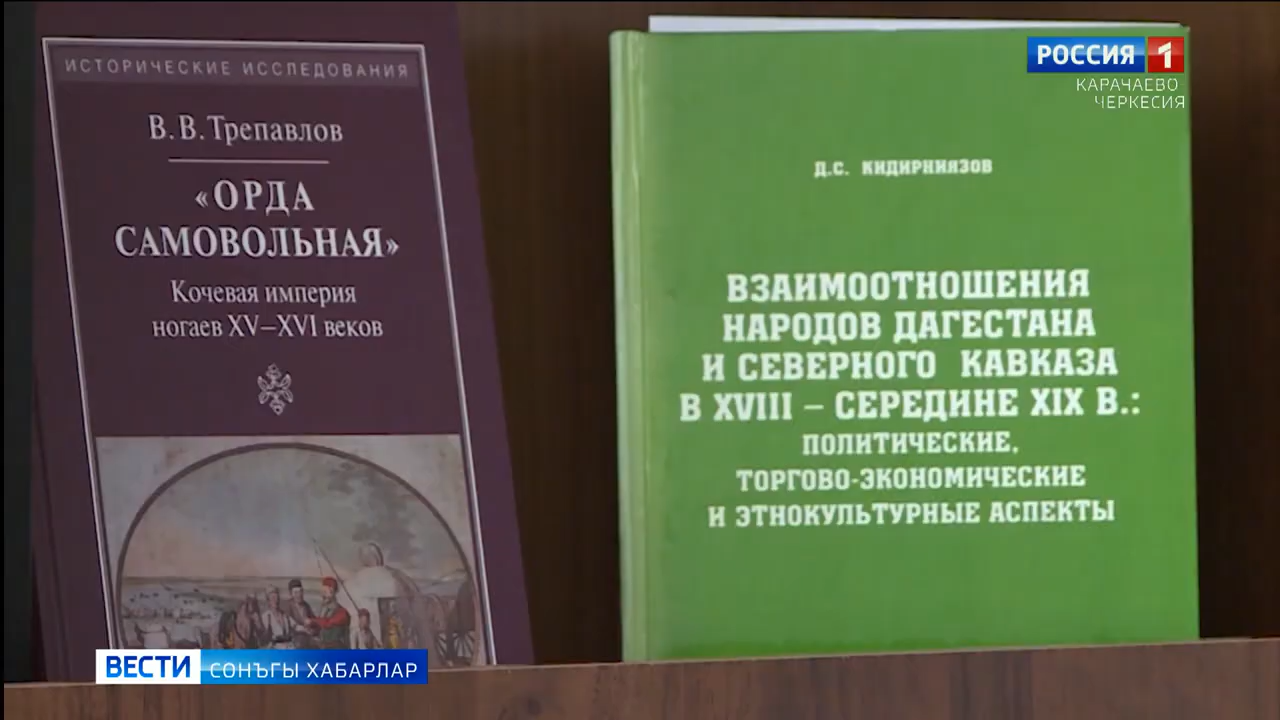 ИСТОРИЧЕСКИЕ ИССЛЕДОВАНИЯ
В. В. Трепавлов
«ОРДА
САМОВОЛЬНАЯ»
Кочевая империя
ногаев XV–XVI веков
Д.С. КИДИРНИЯЗОВ
ВЗАИМООТНОШЕНИЯ
НАРОДОВ ДАГЕСТАНА
И СЕВЕРНОГО КАВКАЗА
В XVIII – СЕРЕДИНЕ XIX В.:
ПОЛИТИЧЕСКИЕ,
ТОРГОВО-ЭКОНОМИЧЕСКИЕ
И ЭТНОКУЛЬТУРНЫЕ АСПЕКТЫ
РОССИЯ 1
КАРАЧАЕВО
ЧЕРКЕСИЯ
ВЕСТИ СОНЪГЫ ХАБАРЛАР